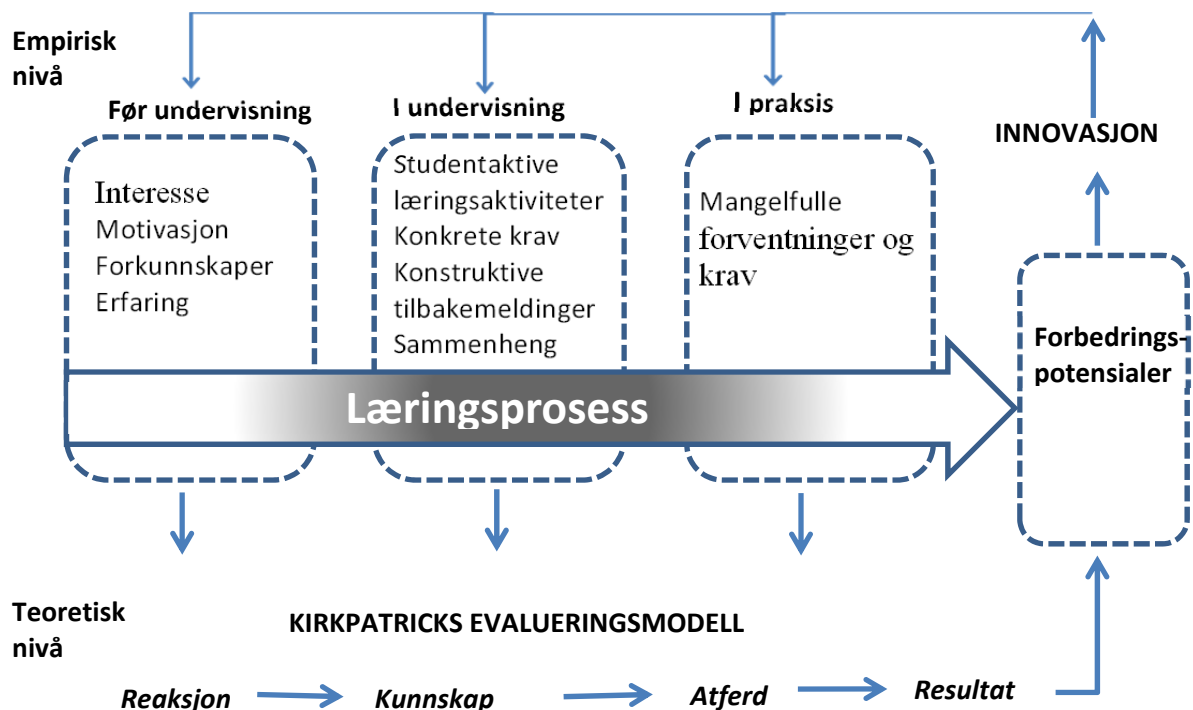 Empirisk
nivå
Før undervisning
I undervisning
I praksis
INNOVASJON
Interesse
Motivasjon
Forkunnskaper
Erfaring
Studentaktive
læringsaktiviteter
Konkrete krav
Konstruktive
tilbakemeldinger
Sammenheng
Mangelfulle
forventninger og
krav
Forbedrings-
potensialer
Læringsprosess
Teoretisk
nivå
KIRKPATRICKS EVALUERINGSMODELL
Reaksjon
Kunnskap
Atferd
Resultat